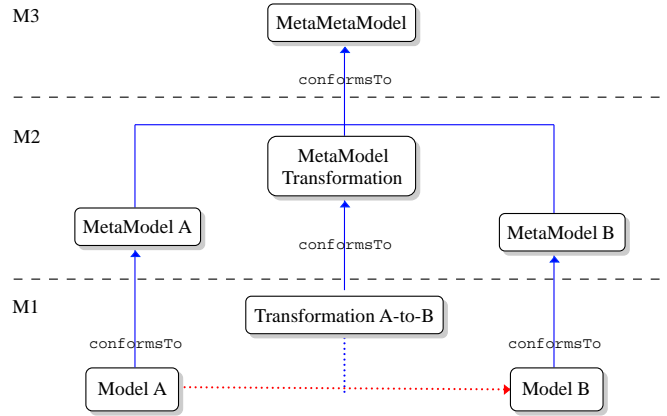 M3
MetaMetaModel
conformsTo
M2
MetaModel
Transformation
MetaModel A
MetaModel B
conformsTo
M1
Transformation A-to-B
conformsTo
conformsTo
Model A
Model B